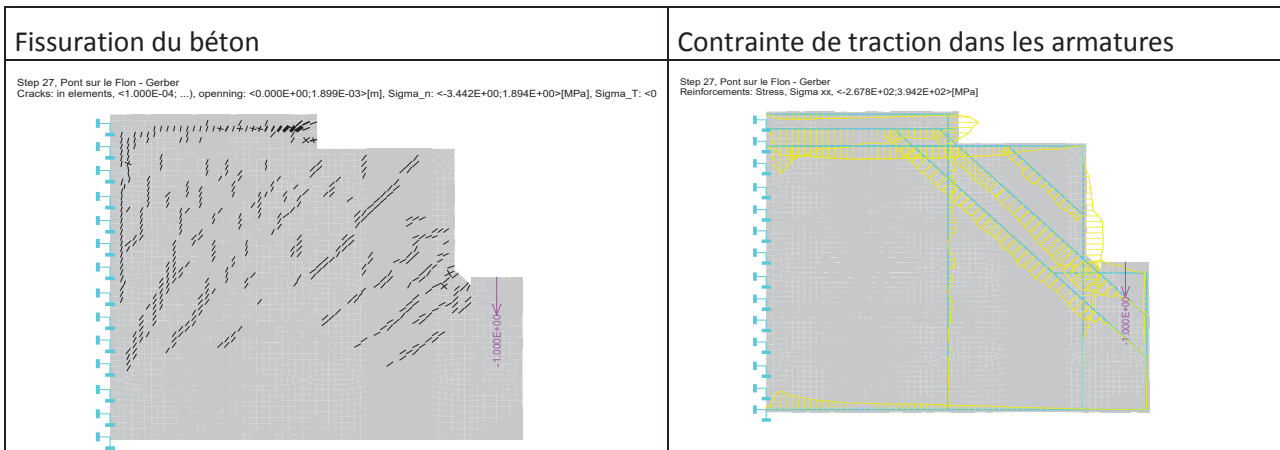 Fissuration du béton
Contrainte de traction dans les armatures
Step 27, Pont sur le Flon - Gerber
Cracks: in elements, <1.000E-04; ...), openning: <0.000E+00;1.899E-03>[m], Sigma_n: <-3.442E+00;1.894E+00>[MPa], Sigma_T: <0
Step 27, Pont sur le Flon - Gerber
Reinforcements: Stress, Sigma xx, <-2.678E+02;3.942E+02>[MPa]
-1.000E+00
-1.000E+00